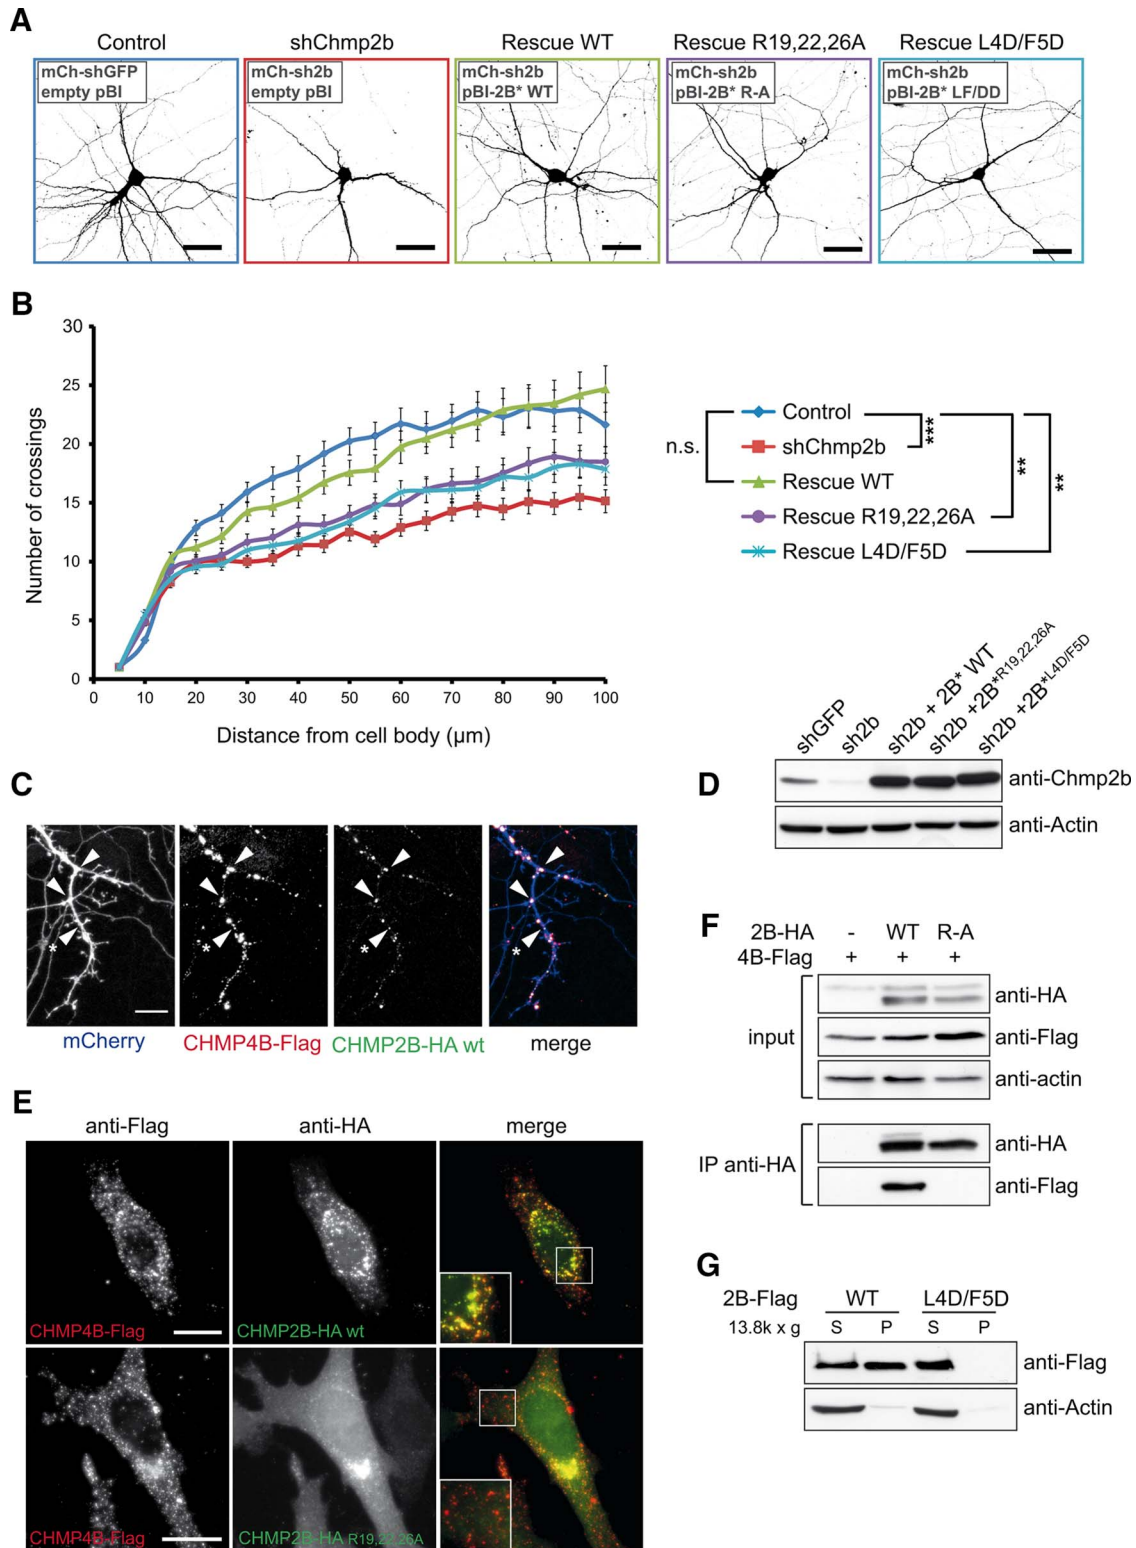 A
Control
shChmp2b
Rescue WT
Rescue R19,22,26A
Rescue L4D/F5D
mCh-shGFP
empty pBI
mCh-sh2b
empty pBI
mCh-sh2b
pBI-2B* WT
mCh-sh2b
pBI-2B* R-A
mCh-sh2b
pBI-2B* LF/DD
B
30
25
20
15
10
5
0
Number of crossings
0 10 20 30 40 50 60 70 80 90 100
Distance from cell body (µm)
n.s.
Control
shChmp2b
Rescue WT
Rescue R19,22,26A
Rescue L4D/F5D
***
**
**
C
*
*
*
mCherry
CHMP4B-Flag
CHMP2B-HA wt
merge
D
shGFP
sh2b
sh2b + 2B* WT
sh2b +2B*R19,22,26A
sh2b +2B*L4D/F5D
anti-Chmp2b
anti-Actin
E
anti-Flag
anti-HA
merge
CHMP4B-Flag
CHMP2B-HA wt
CHMP4B-Flag
CHMP2B-HA R19,22,26A
F
2B-HA - WT R-A
4B-Flag + + +
input
anti-HA
anti-Flag
anti-actin
IP anti-HA
anti-HA
anti-Flag
G
2B-Flag WT L4D/F5D
13.8k x g S P S P
anti-Flag
anti-Actin